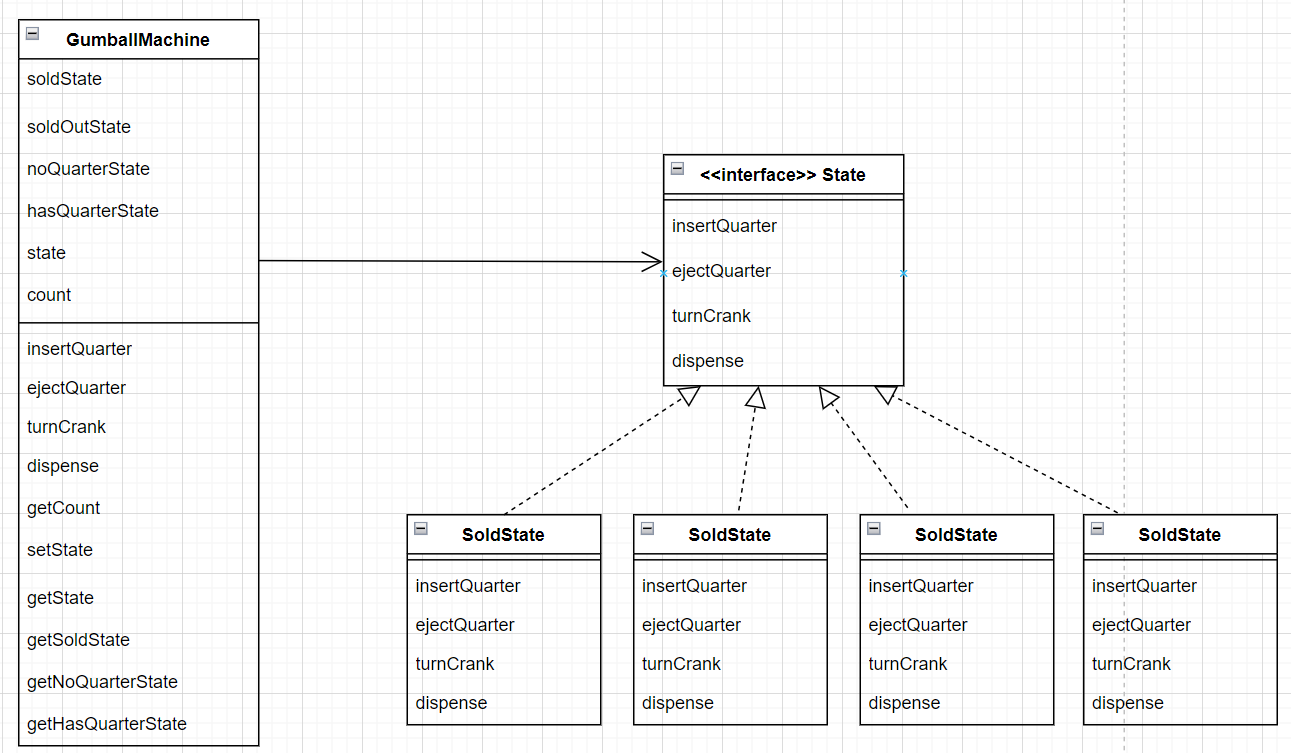 GumballMachine
soldState
soldOutState
noQuarterState
hasQuarterState
state
count
insertQuarter
ejectQuarter
turnCrank
dispense
getCount
setState
getState
getSoldState
getNoQuarterState
getHasQuarterState
<<interface>> State
insertQuarter
ejectQuarter
turnCrank
dispense
SoldState
insertQuarter
ejectQuarter
turnCrank
dispense
SoldState
insertQuarter
ejectQuarter
turnCrank
dispense
SoldState
insertQuarter
ejectQuarter
turnCrank
dispense
SoldState
insertQuarter
ejectQuarter
turnCrank
dispense